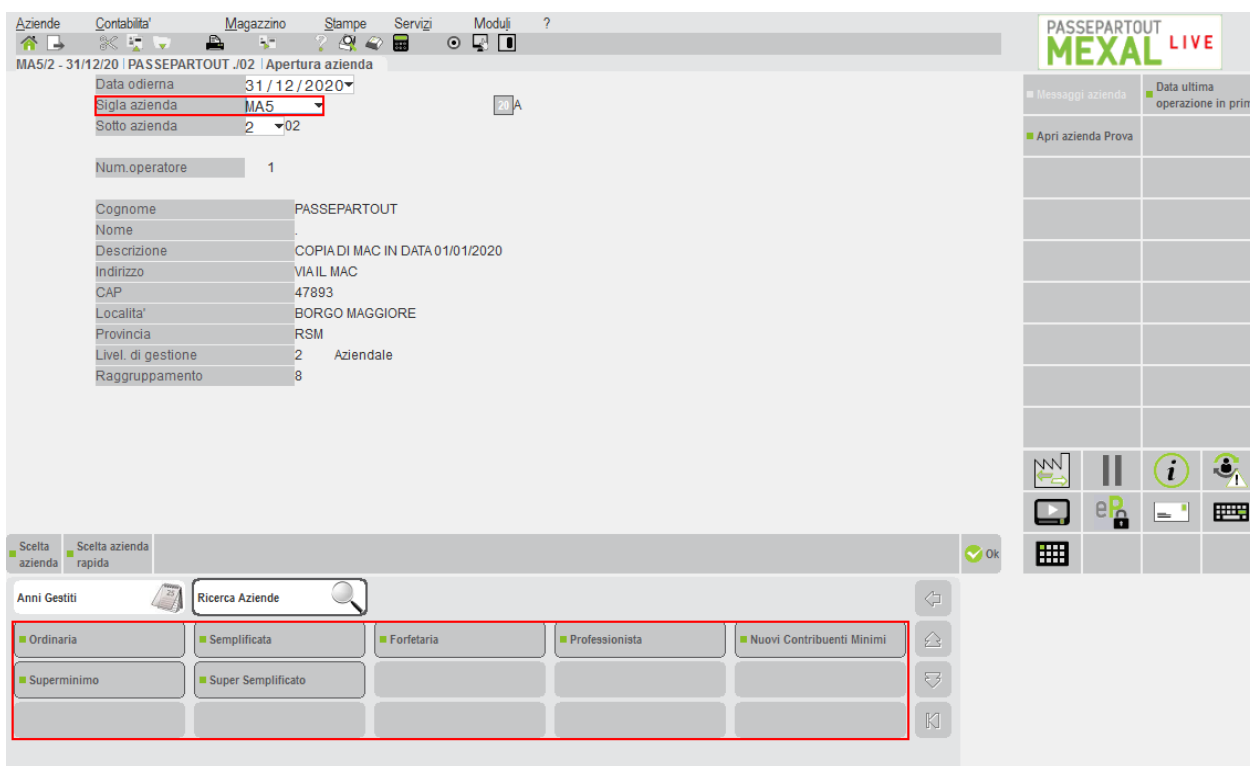 Aziende Contabilita' Magazzino Stampe Servizi Moduli ?
PASSEPARTOUT
MEXAL LIVE
MA5/2 - 31/12/20 | PASSEPARTOUT ./02 | Apertura azienda
Data odierna 31/12/2020
Sigla azienda MA5 20 A
Sotto azienda 2 02
Num.operatore 1
Cognome PASSEPARTOUT
Nome .
Descrizione COPIA DI MAC IN DATA 01/01/2020
Indirizzo VIA IL MAC
CAP 47893
Localita' BORGO MAGGIORE
Provincia RSM
Livel. di gestione 2 Aziendale
Raggruppamento 8
Messaggi azienda
Data ultima
operazione in prim
Apri azienda Prova
i
eP
Scelta
azienda
Scelta azienda
rapida
Ok
Anni Gestiti 25 Ricerca Aziende
Ordinaria Semplificata Forfetaria Professionista Nuovi Contribuenti Minimi
Superminimo Super Semplificato